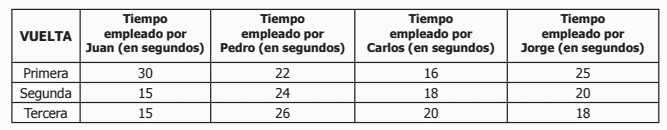 VUELTA | Tiempo empleado por Juan (en segundos) | Tiempo empleado por Pedro (en segundos) | Tiempo empleado por Carlos (en segundos) | Tiempo empleado por Jorge (en segundos)
Primera | 30 | 22 | 16 | 25
Segunda | 15 | 24 | 18 | 20
Tercera | 15 | 26 | 20 | 18